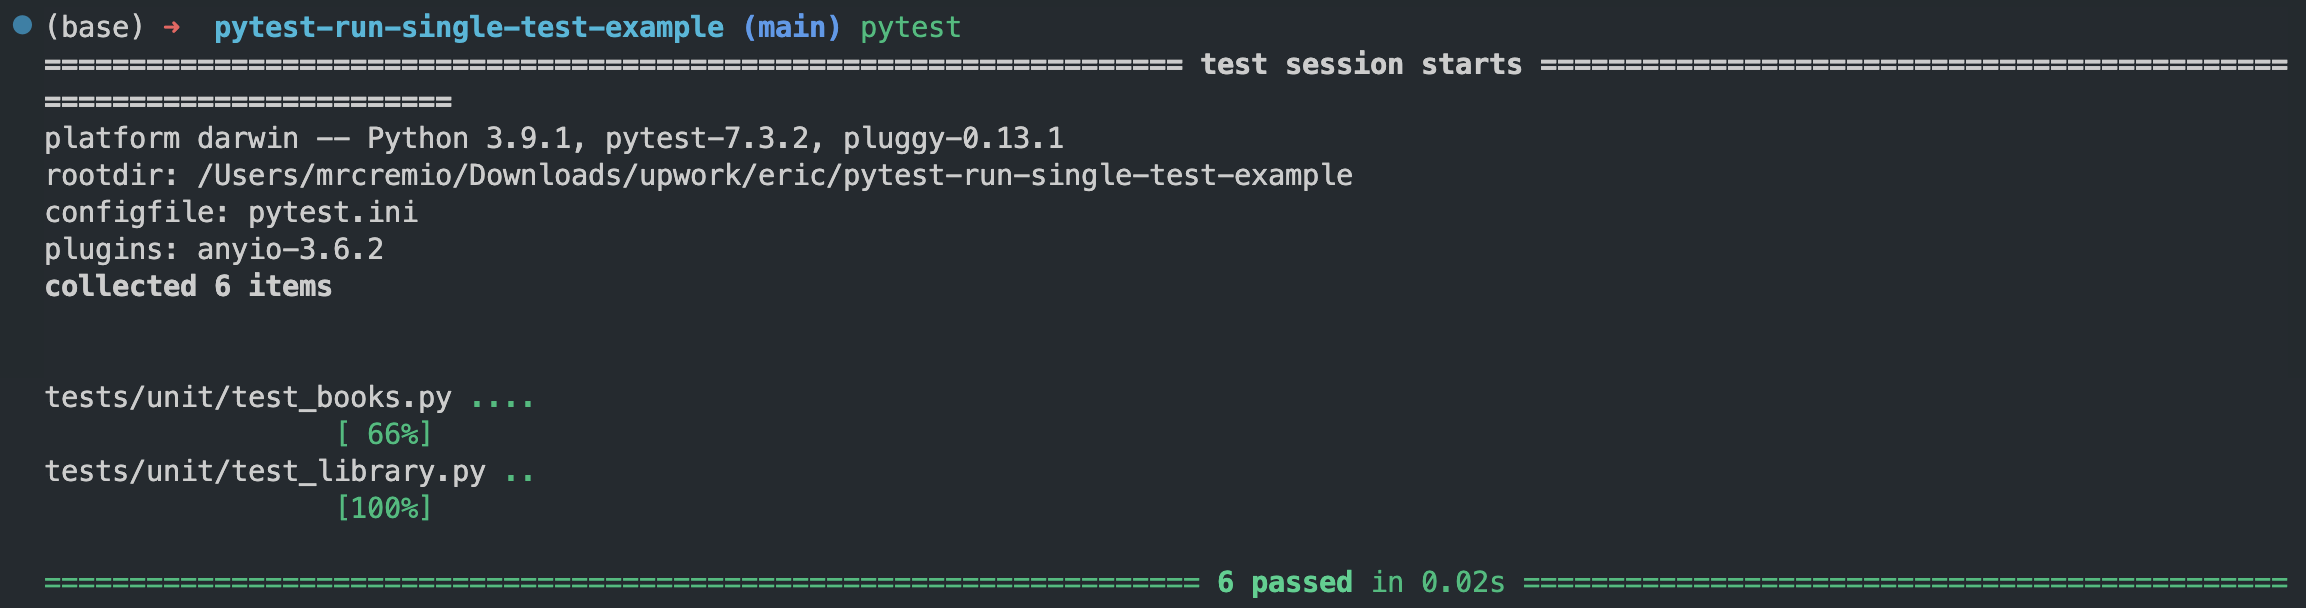 (base) ➜  pytest-run-single-test-example (main) pytest
=================================================================== test session starts ============================================
========================
platform darwin -- Python 3.9.1, pytest-7.3.2, pluggy-0.13.1
rootdir: /Users/mrcremio/Downloads/upwork/eric/pytest-run-single-test-example
configfile: pytest.ini
plugins: anyio-3.6.2
collected 6 items
tests/unit/test_books.py ....
[ 66%]
tests/unit/test_library.py ..
[100%]
==================================================================== 6 passed in 0.02s =============================================